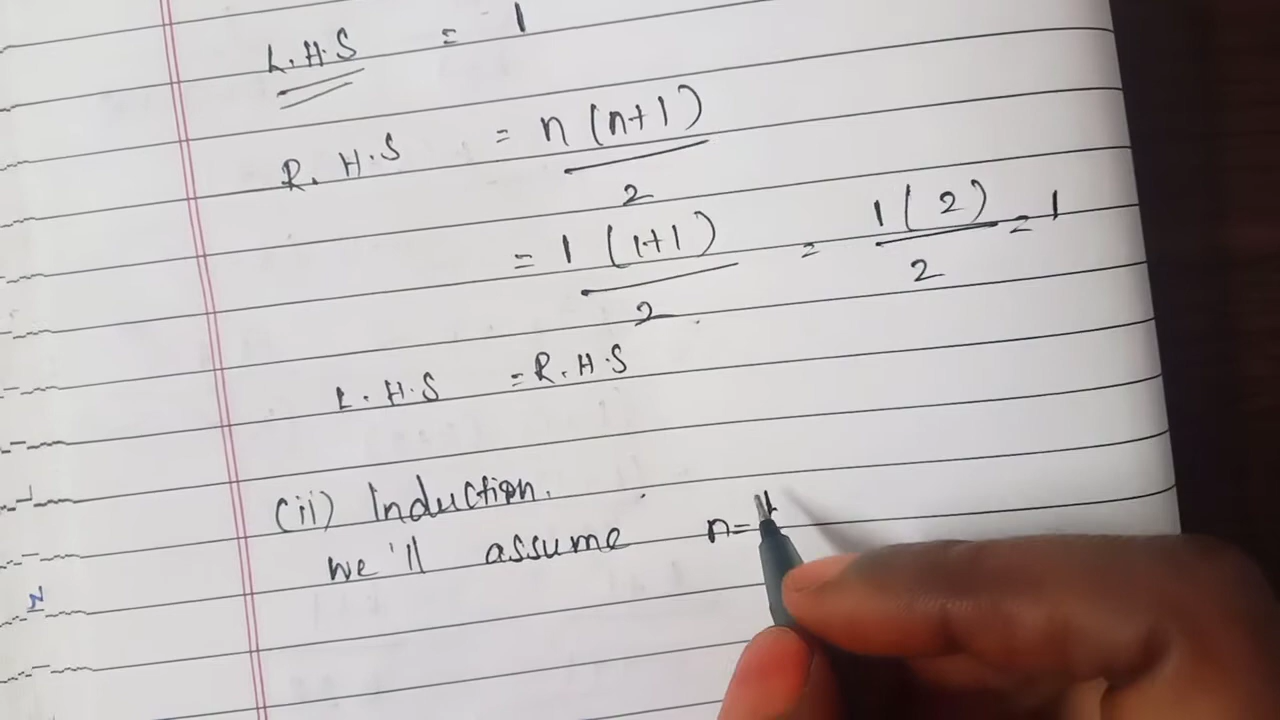 L.H.S = 1
R.H.S = n(n+1)/2
= 1(1+1)/2 = 1(2)/2 = 1
L.H.S = R.H.S
(ii) Induction.
we'll assume n=